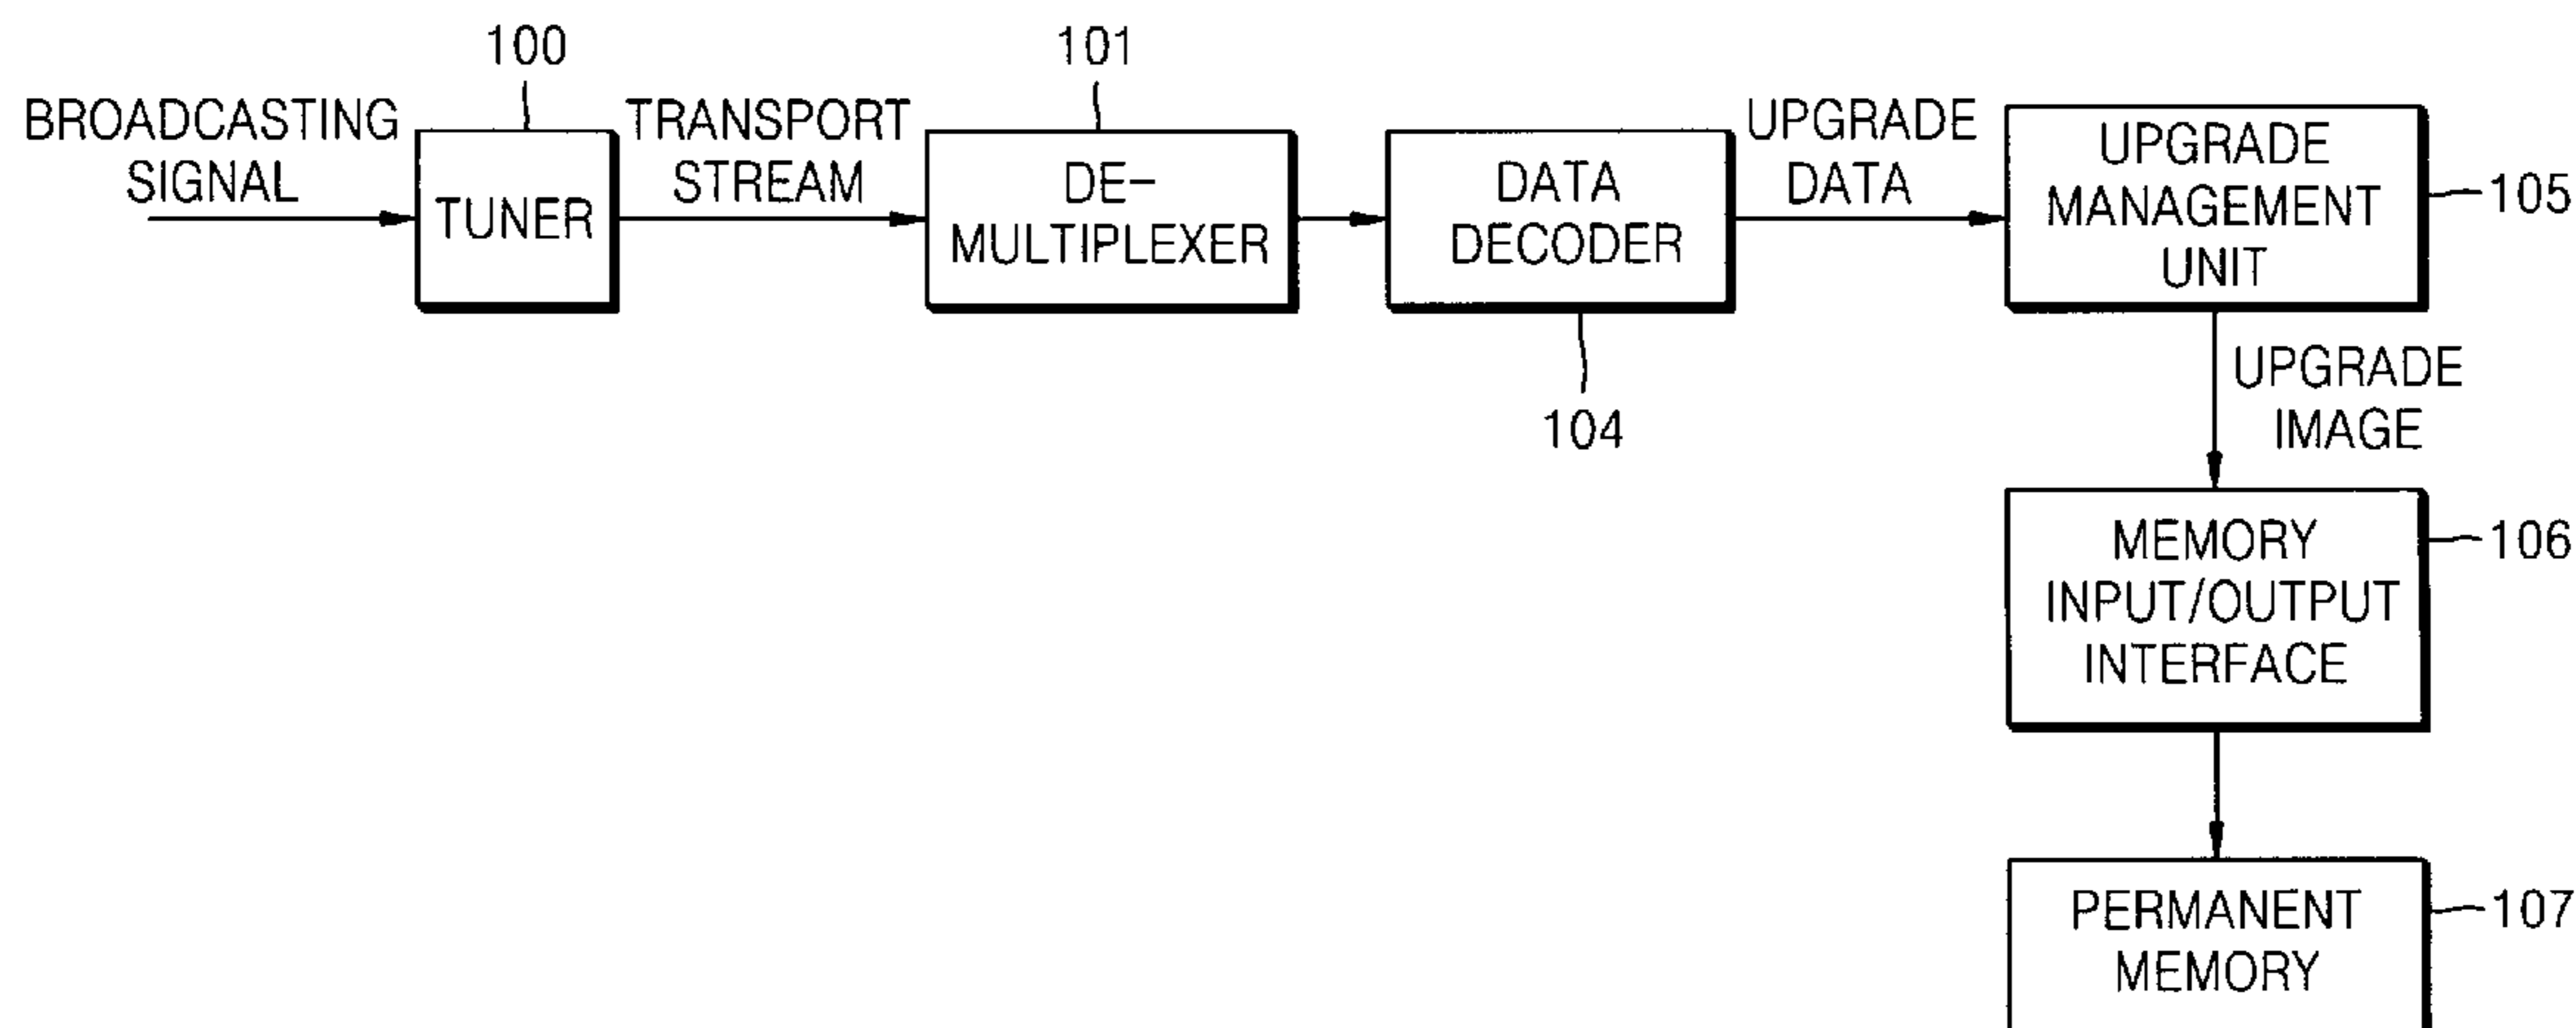 100
101
BROADCASTING
SIGNAL
TUNER
TRANSPORT
STREAM
DE-
MULTIPLEXER
DATA
DECODER
104
UPGRADE
DATA
UPGRADE
MANAGEMENT
UNIT
105
UPGRADE
IMAGE
MEMORY
INPUT/OUTPUT
INTERFACE
106
PERMANENT
MEMORY
107